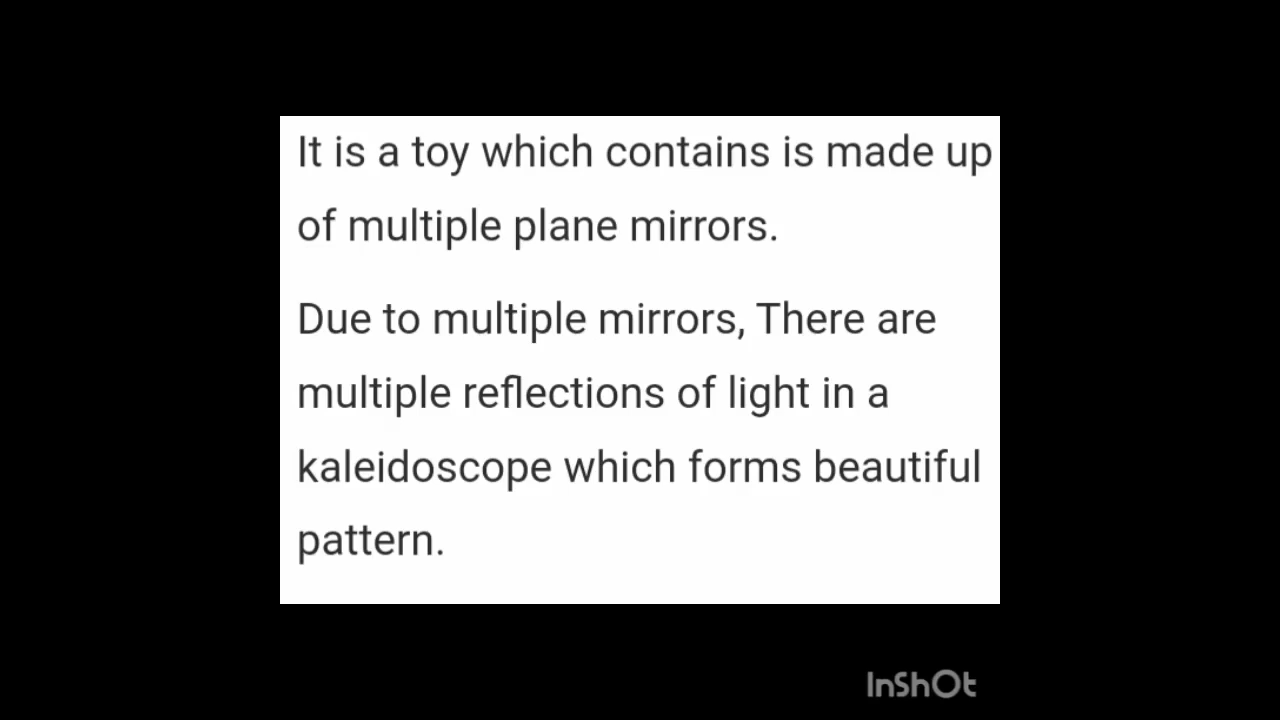 It is a toy which contains is made up
of multiple plane mirrors.
Due to multiple mirrors, There are
multiple reflections of light in a
kaleidoscope which forms beautiful
pattern.
InShOt